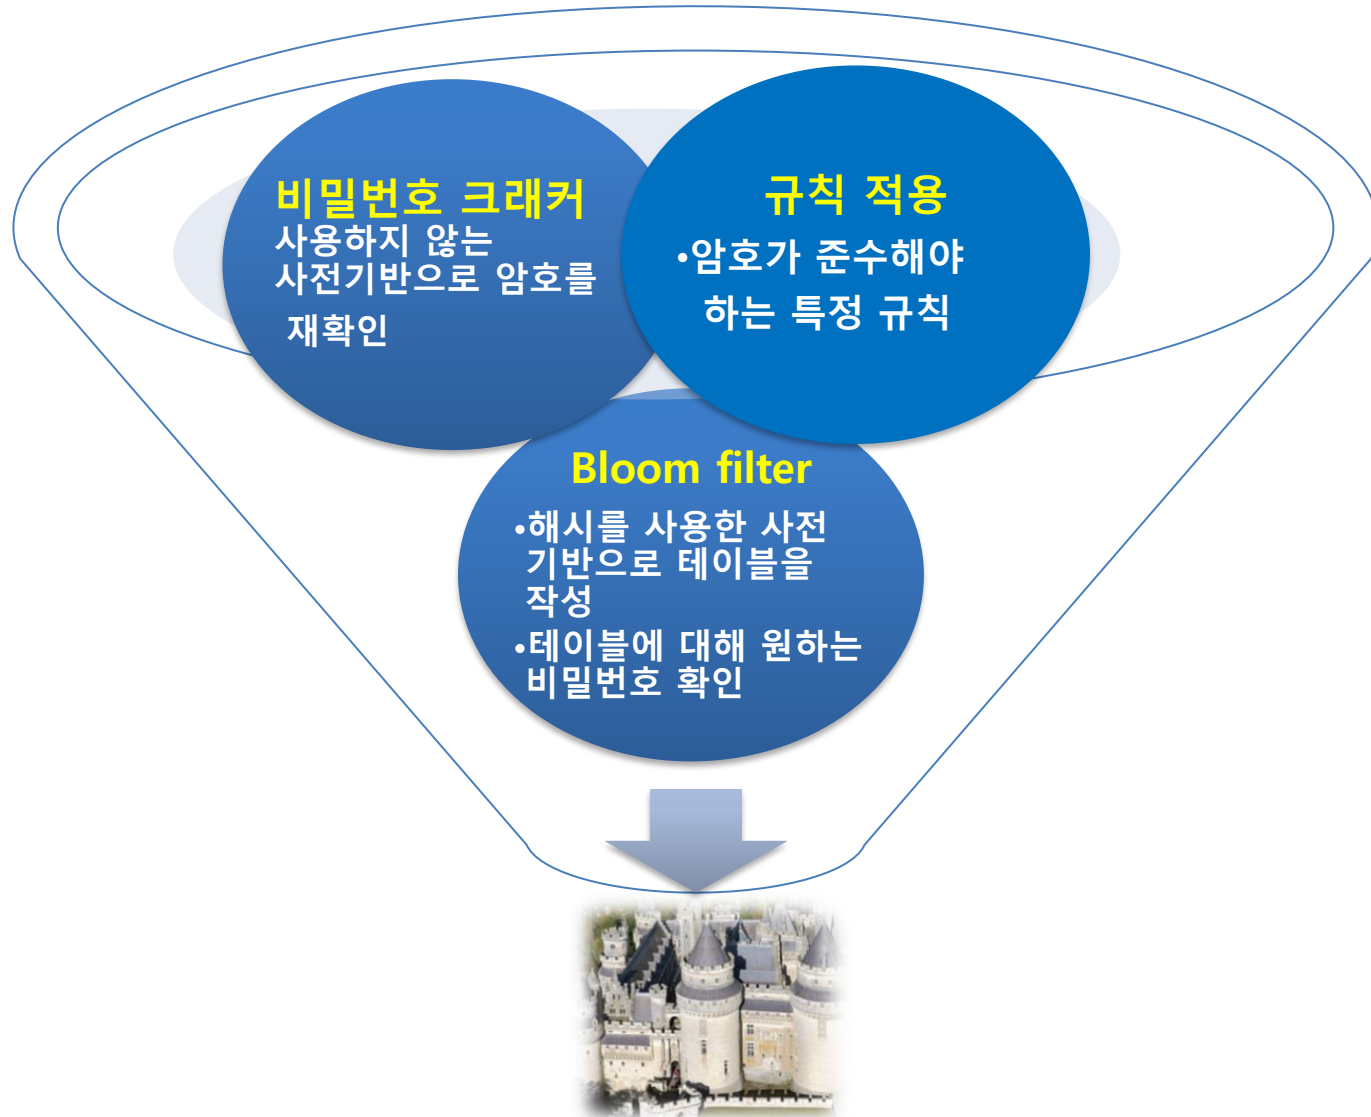 비밀번호 크래커
사용하지 않는
사전기반으로 암호를
재확인
규칙 적용
•암호가 준수해야
하는 특정 규칙
Bloom filter
•해시를 사용한 사전
기반으로 테이블을
작성
•테이블에 대해 원하는
비밀번호 확인